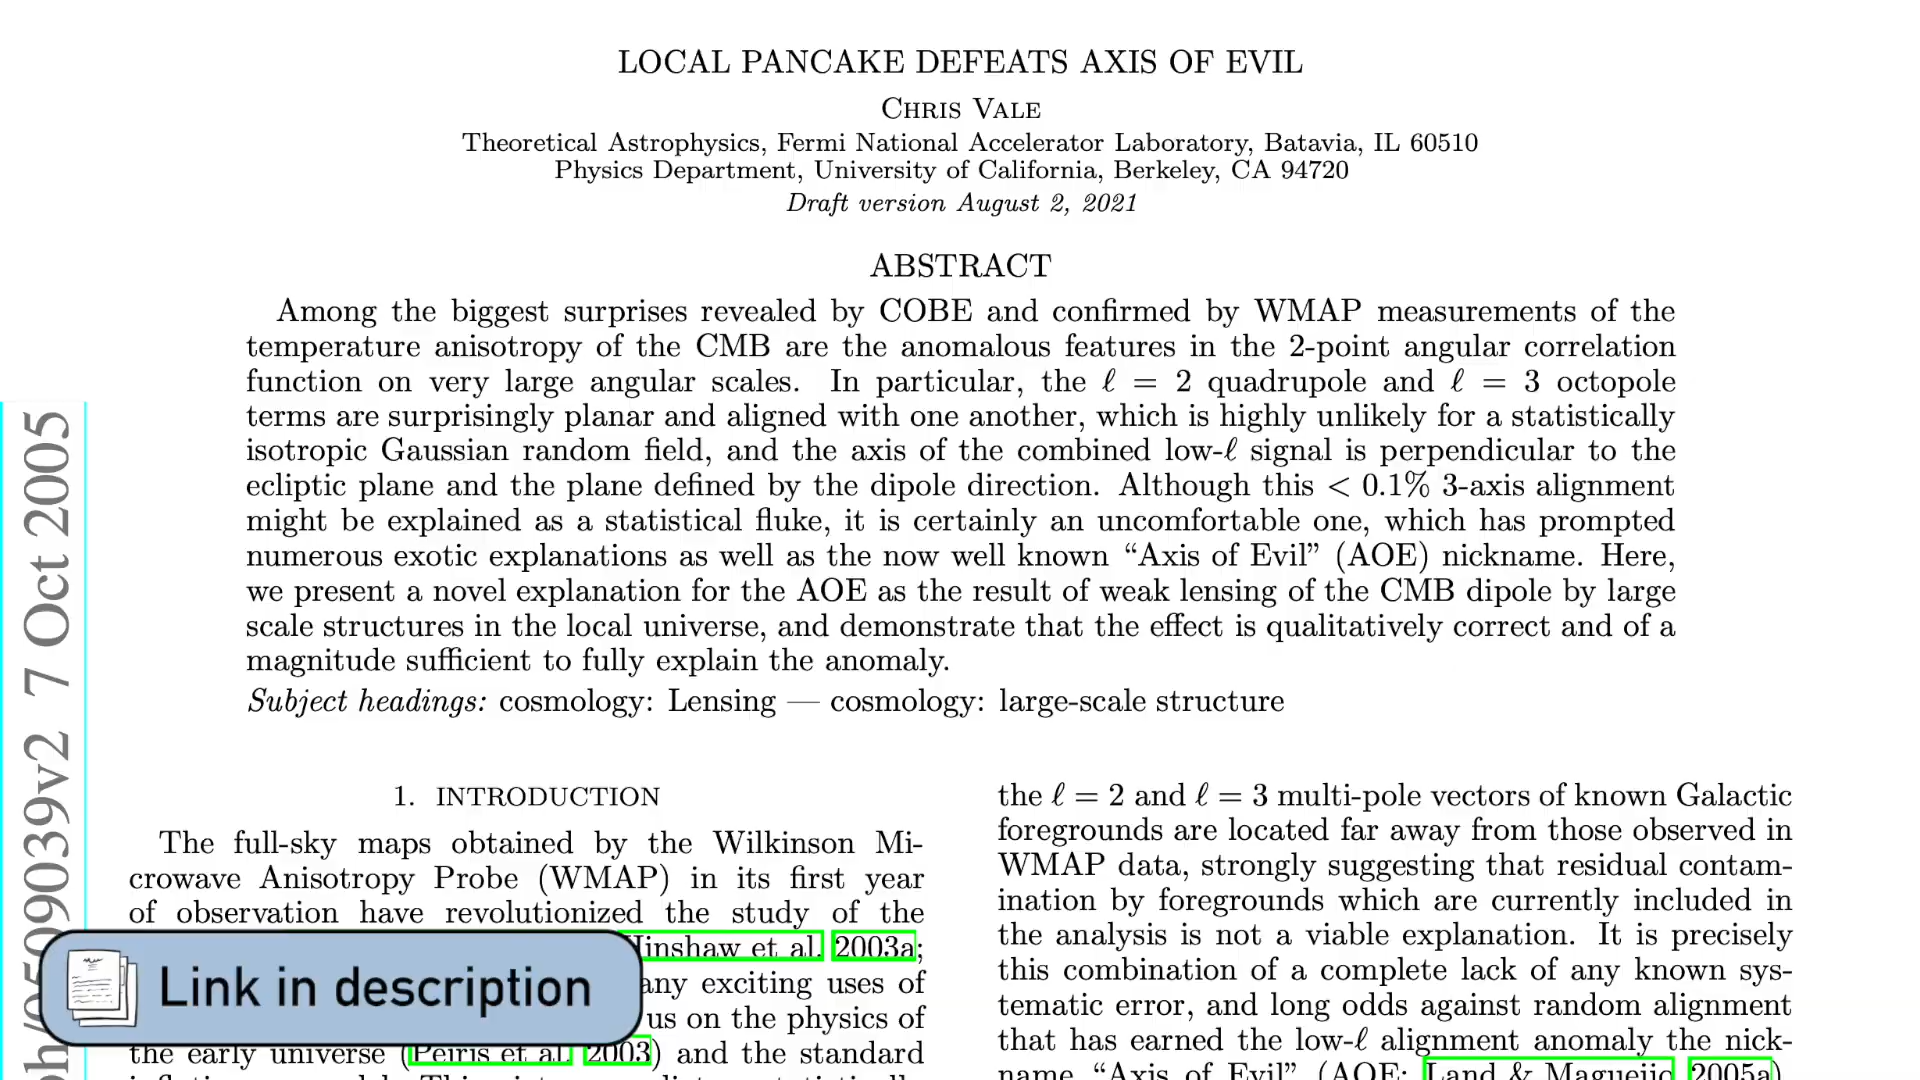 LOCAL PANCAKE DEFEATS AXIS OF EVIL
CHRIS VALE
Theoretical Astrophysics, Fermi National Accelerator Laboratory, Batavia, IL 60510
Physics Department, University of California, Berkeley, CA 94720
Draft version August 2, 2021
ABSTRACT
Among the biggest surprises revealed by COBE and confirmed by WMAP measurements of the
temperature anisotropy of the CMB are the anomalous features in the 2-point angular correlation
function on very large angular scales. In particular, the ℓ = 2 quadrupole and ℓ = 3 octopole
terms are surprisingly planar and aligned with one another, which is highly unlikely for a statistically
isotropic Gaussian random field, and the axis of the combined low-ℓ signal is perpendicular to the
ecliptic plane and the plane defined by the dipole direction. Although this < 0.1% 3-axis alignment
might be explained as a statistical fluke, it is certainly an uncomfortable one, which has prompted
numerous exotic explanations as well as the now well known “Axis of Evil” (AOE) nickname. Here,
we present a novel explanation for the AOE as the result of weak lensing of the CMB dipole by large
scale structures in the local universe, and demonstrate that the effect is qualitatively correct and of a
magnitude sufficient to fully explain the anomaly.
Subject headings: cosmology: Lensing — cosmology: large-scale structure
1. INTRODUCTION
The full-sky maps obtained by the Wilkinson Mi-
crowave Anisotropy Probe (WMAP) in its first year
of observation have revolutionized the study of the
Hinshaw et al. 2003a;
any exciting uses of
us on the physics of
the early universe (Peiris et al. 2003) and the standard
the ℓ = 2 and ℓ = 3 multi-pole vectors of known Galactic
foregrounds are located far away from those observed in
WMAP data, strongly suggesting that residual contam-
ination by foregrounds which are currently included in
the analysis is not a viable explanation. It is precisely
this combination of a complete lack of any known sys-
tematic error, and long odds against random alignment
that has earned the low-ℓ alignment anomaly the nick-
name “Axis of Evil” (AOE; Land & Magueijo 2005a)
ph/0509039v2 7 Oct 2005
Link in description